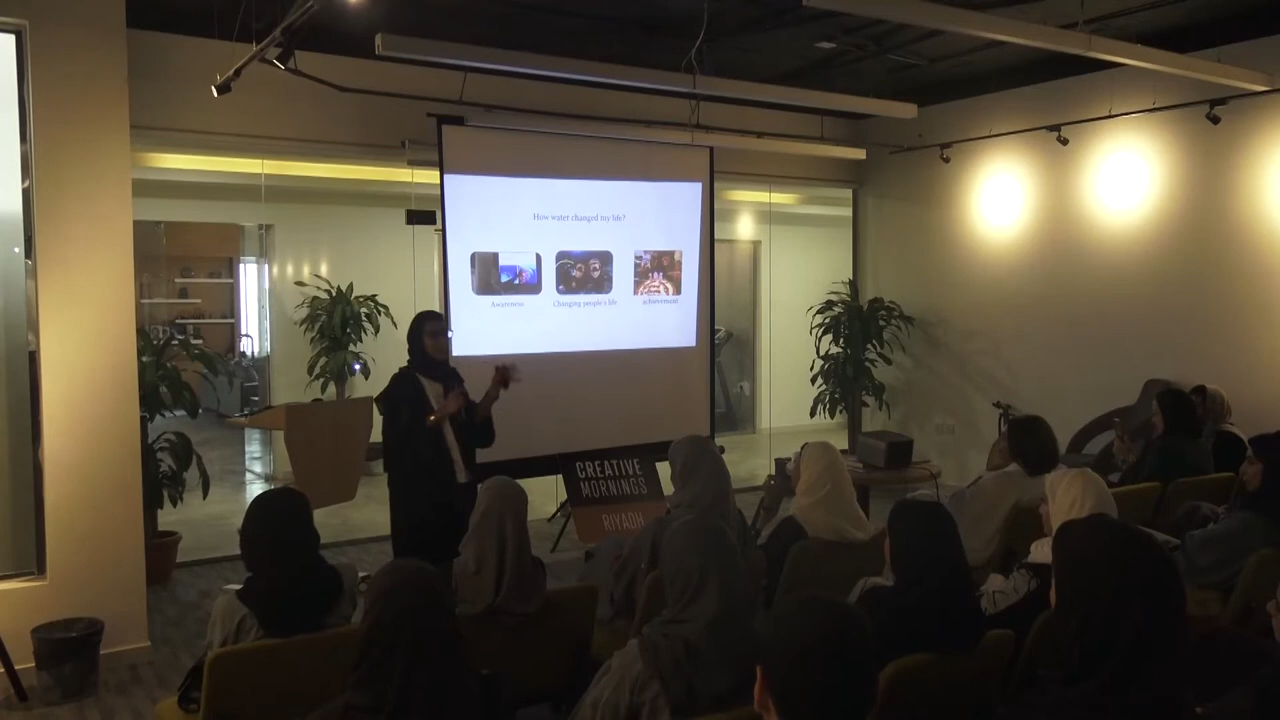 How water changed my life?
Awareness
Changing people's life
achievement
CREATIVE
MORNINGS
RIYADH